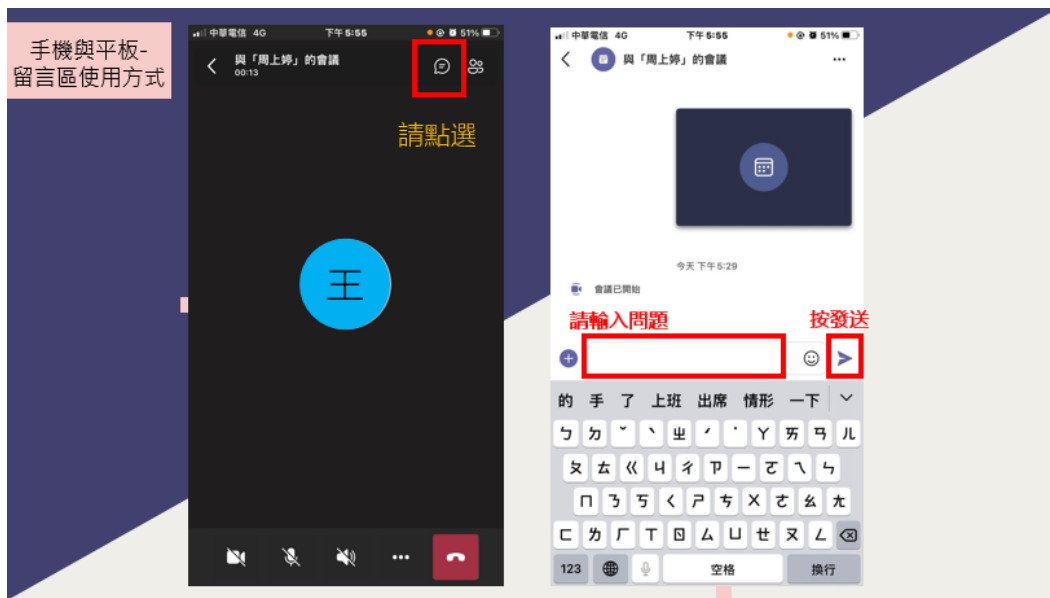 手機與平板-
留言區使用方式
中華電信 4G 下午 5:55 51%
與「周上婷」的會議
00:13
請點選
王
中華電信 4G 下午 5:55 51%
與「周上婷」的會議
今天 下午 5:29
會議已開始
請輸入問題 按發送
的 手 了 上班 出席 情形 一下
ㄅ ㄉ ˇ ˋ ㄓ ˊ ˙ ㄚ ㄞ ㄢ ㄦ
ㄆ ㄊ ㄍ ㄐ ㄔ ㄗ ㄧ ㄛ ㄟ ㄣ
ㄇ ㄋ ㄎ ㄑ ㄕ ㄘ ㄨ ㄜ ㄠ ㄤ
ㄈ ㄌ ㄏ ㄒ ㄖ ㄙ ㄩ ㄝ ㄡ ㄥ
123 空格 換行